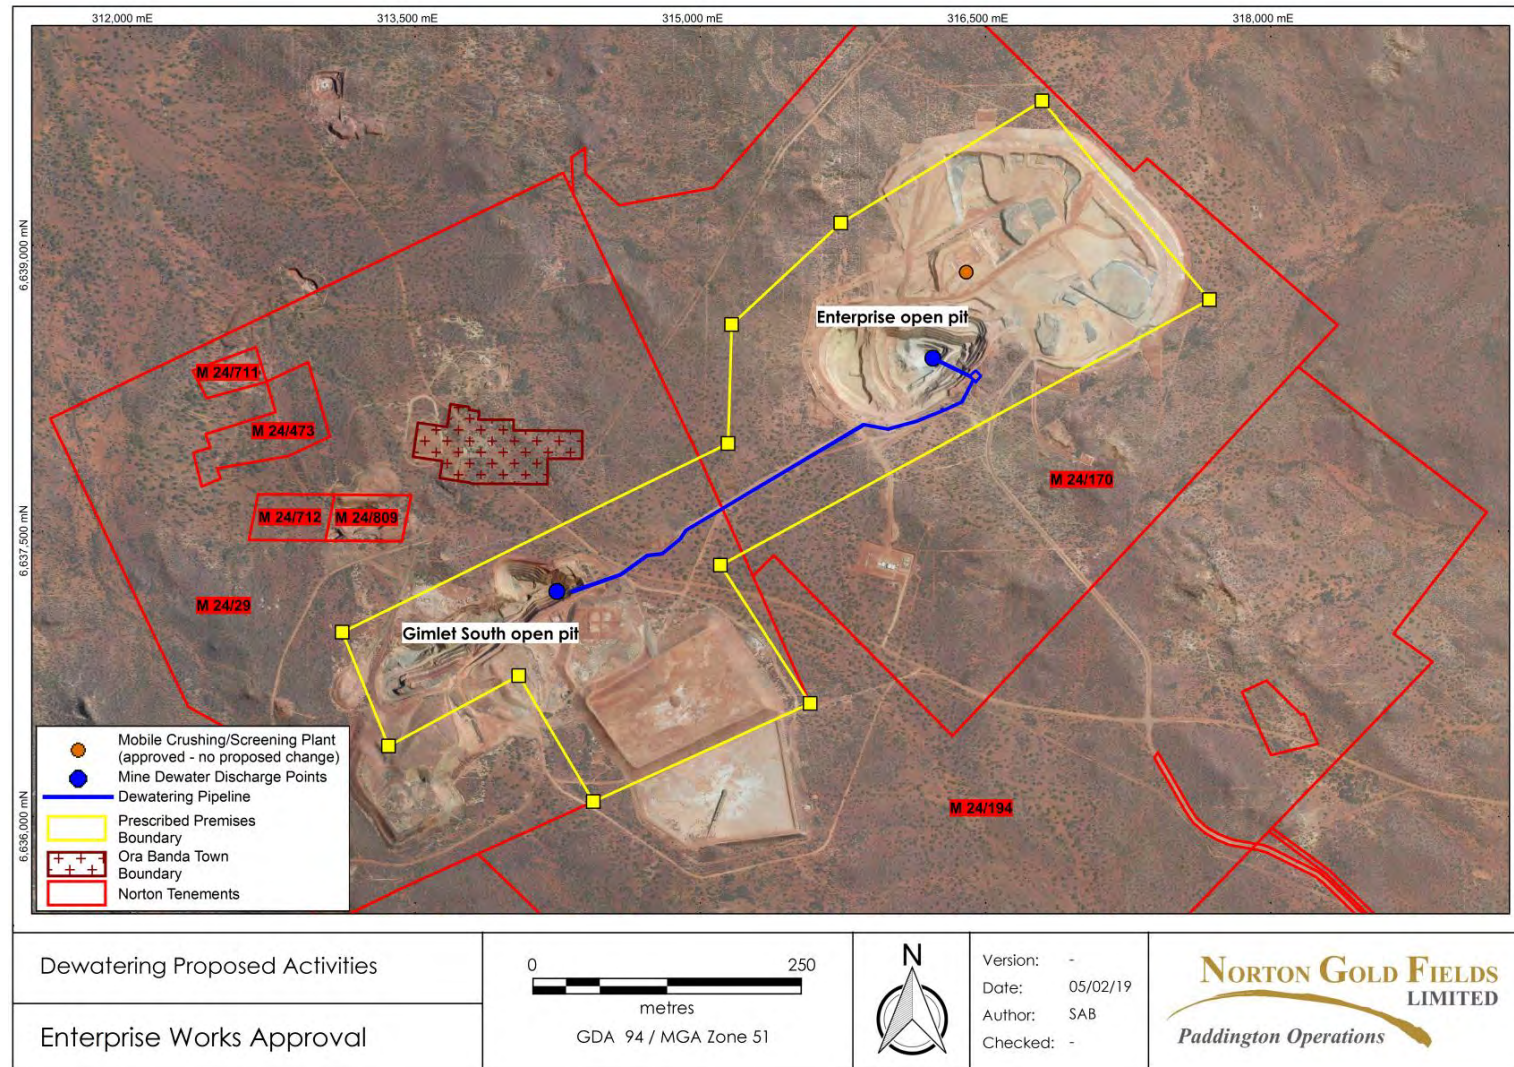 312,000 mE
313,500 mE
315,000 mE
316,500 mE
318,000 mE
6,639,000 mN
6,637,500 mN
6,636,000 mN
Enterprise open pit
M 24/711
M 24/473
M 24/170
M 24/712
M 24/809
M 24/29
Gimlet South open pit
M 24/194
Mobile Crushing/Screening Plant
(approved - no proposed change)
Mine Dewater Discharge Points
Dewatering Pipeline
Prescribed Premises
Boundary
Ora Banda Town
Boundary
Norton Tenements
Dewatering Proposed Activities
Enterprise Works Approval
0 250
metres
GDA 94 / MGA Zone 51
N
Version: -
Date: 05/02/19
Author: SAB
Checked: -
NORTON GOLD FIELDS
LIMITED
Paddington Operations